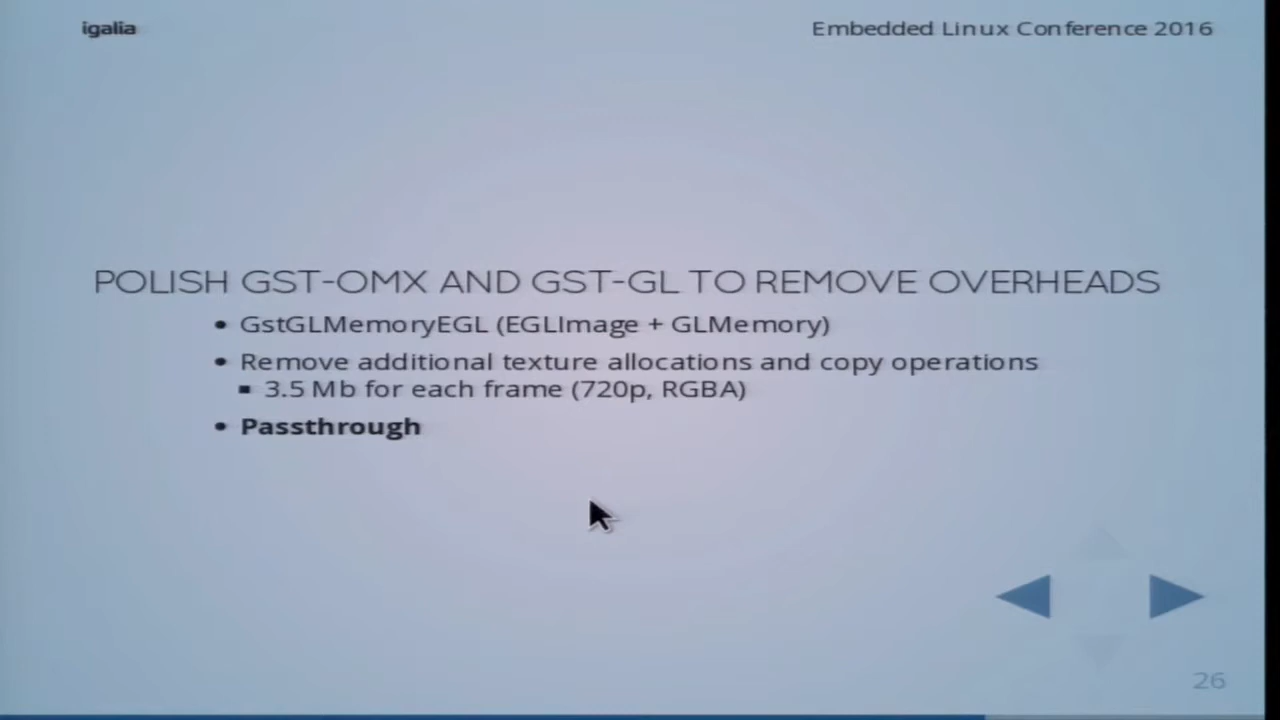 igalia
Embedded Linux Conference 2016
POLISH GST-OMX AND GST-GL TO REMOVE OVERHEADS
• GstGLMemoryEGL (EGLImage + GLMemory)
• Remove additional texture allocations and copy operations
▪ 3.5 Mb for each frame (720p, RGBA)
• Passthrough
26